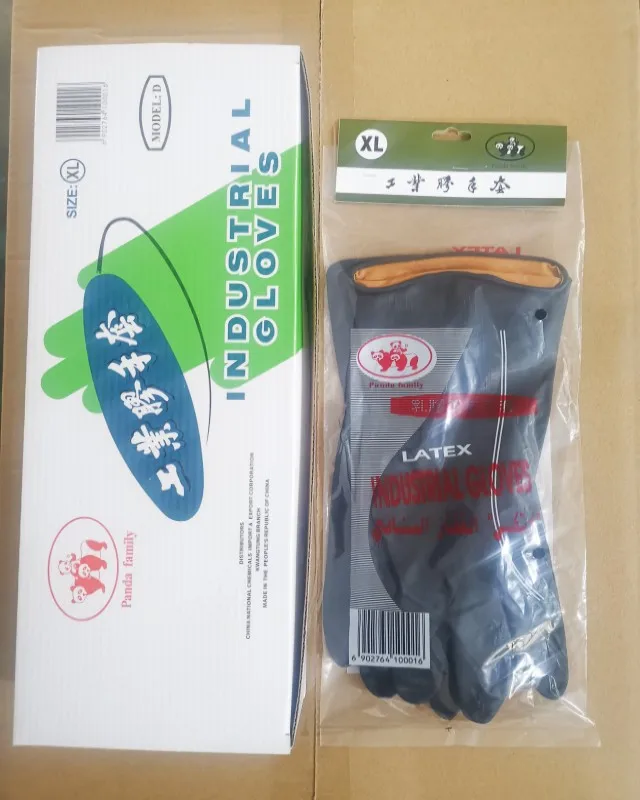 MODEL: D
SIZE: XL
INDUSTRIAL
GLOVES
工業膠手套
Panda family
DISTRIBUTORS
CHINA NATIONAL CHEMICALS IMPORT & EXPORT CORPORATION
KWANGTUNG BRANCH
MADE IN THE PEOPLE'S REPUBLIC OF CHINA
XL
工業膠手套
Panda family
LATEX
INDUSTRIAL GLOVES
6 902764 100016